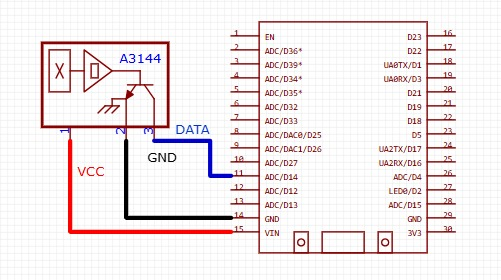 A3144
X
1
2
3
DATA
GND
VCC
1 EN
2 ADC/D36*
3 ADC/D39*
4 ADC/D34*
5 ADC/D35*
6 ADC/D32
7 ADC/D33
8 ADC/DAC0/D25
9 ADC/DAC1/D26
10 ADC/D27
11 ADC/D14
12 ADC/D12
13 ADC/D13
14 GND
15 VIN
D23 16
D22 17
UA0TX/D1 18
UA0RX/D3 19
D21 20
D19 21
D18 22
D5 23
UA2TX/D17 24
UA2RX/D16 25
ADC/D4 26
LED0/D2 27
ADC/D15 28
GND 29
3V3 30